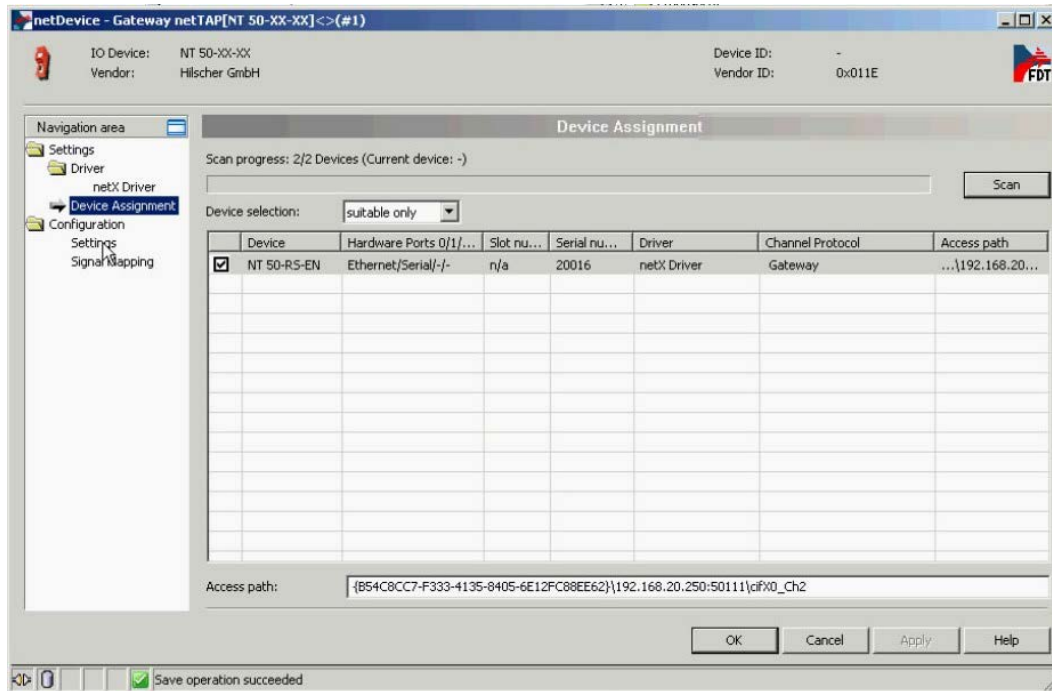 netDevice - Gateway netTAP[NT 50-XX-XX]<>(#1)
IO Device: NT 50-XX-XX Device ID: -
Vendor: Hilscher GmbH Vendor ID: 0x011E
FDT
Navigation area
Settings
Driver
netX Driver
Device Assignment
Configuration
Settings
Signal Mapping
Device Assignment
Scan progress: 2/2 Devices (Current device: -)
Scan
Device selection: suitable only
Device Hardware Ports 0/1/... Slot nu... Serial nu... Driver Channel Protocol Access path
NT 50-RS-EN Ethernet/Serial/-/- n/a 20016 netX Driver Gateway ...\192.168.20...
Access path: {B54C8CC7-F333-4135-8405-6E12FC88EE62}\192.168.20.250:50111\cifX0_Ch2
OK Cancel Apply Help
Save operation succeeded